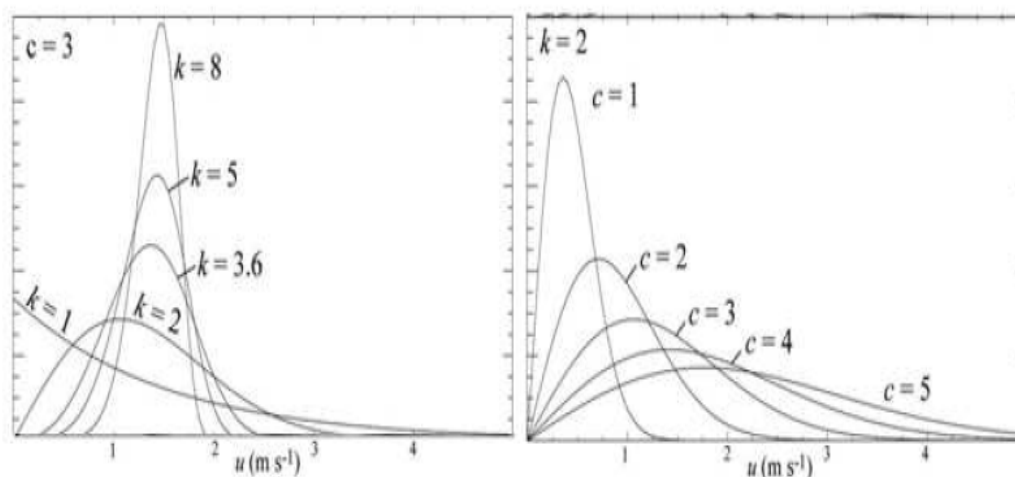 c = 3
k = 8
k = 5
k = 3.6
k = 1
k = 2
1
2
3
4
u (m s⁻¹)
k = 2
c = 1
c = 2
c = 3
c = 4
c = 5
1
2
3
4
u (m s⁻¹)